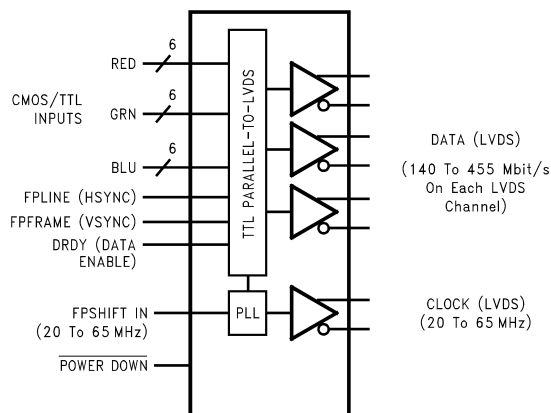 6
RED
6
CMOS/TTL
INPUTS
GRN
6
BLU
FPLINE (HSYNC)
FPFRAME (VSYNC)
DRDY (DATA
ENABLE)
FPSHIFT IN
(20 To 65 MHz)
POWER DOWN
TTL PARALLEL-TO-LVDS
PLL
DATA (LVDS)
(140 To 455 Mbit/s
On Each LVDS
Channel)
CLOCK (LVDS)
(20 To 65 MHz)